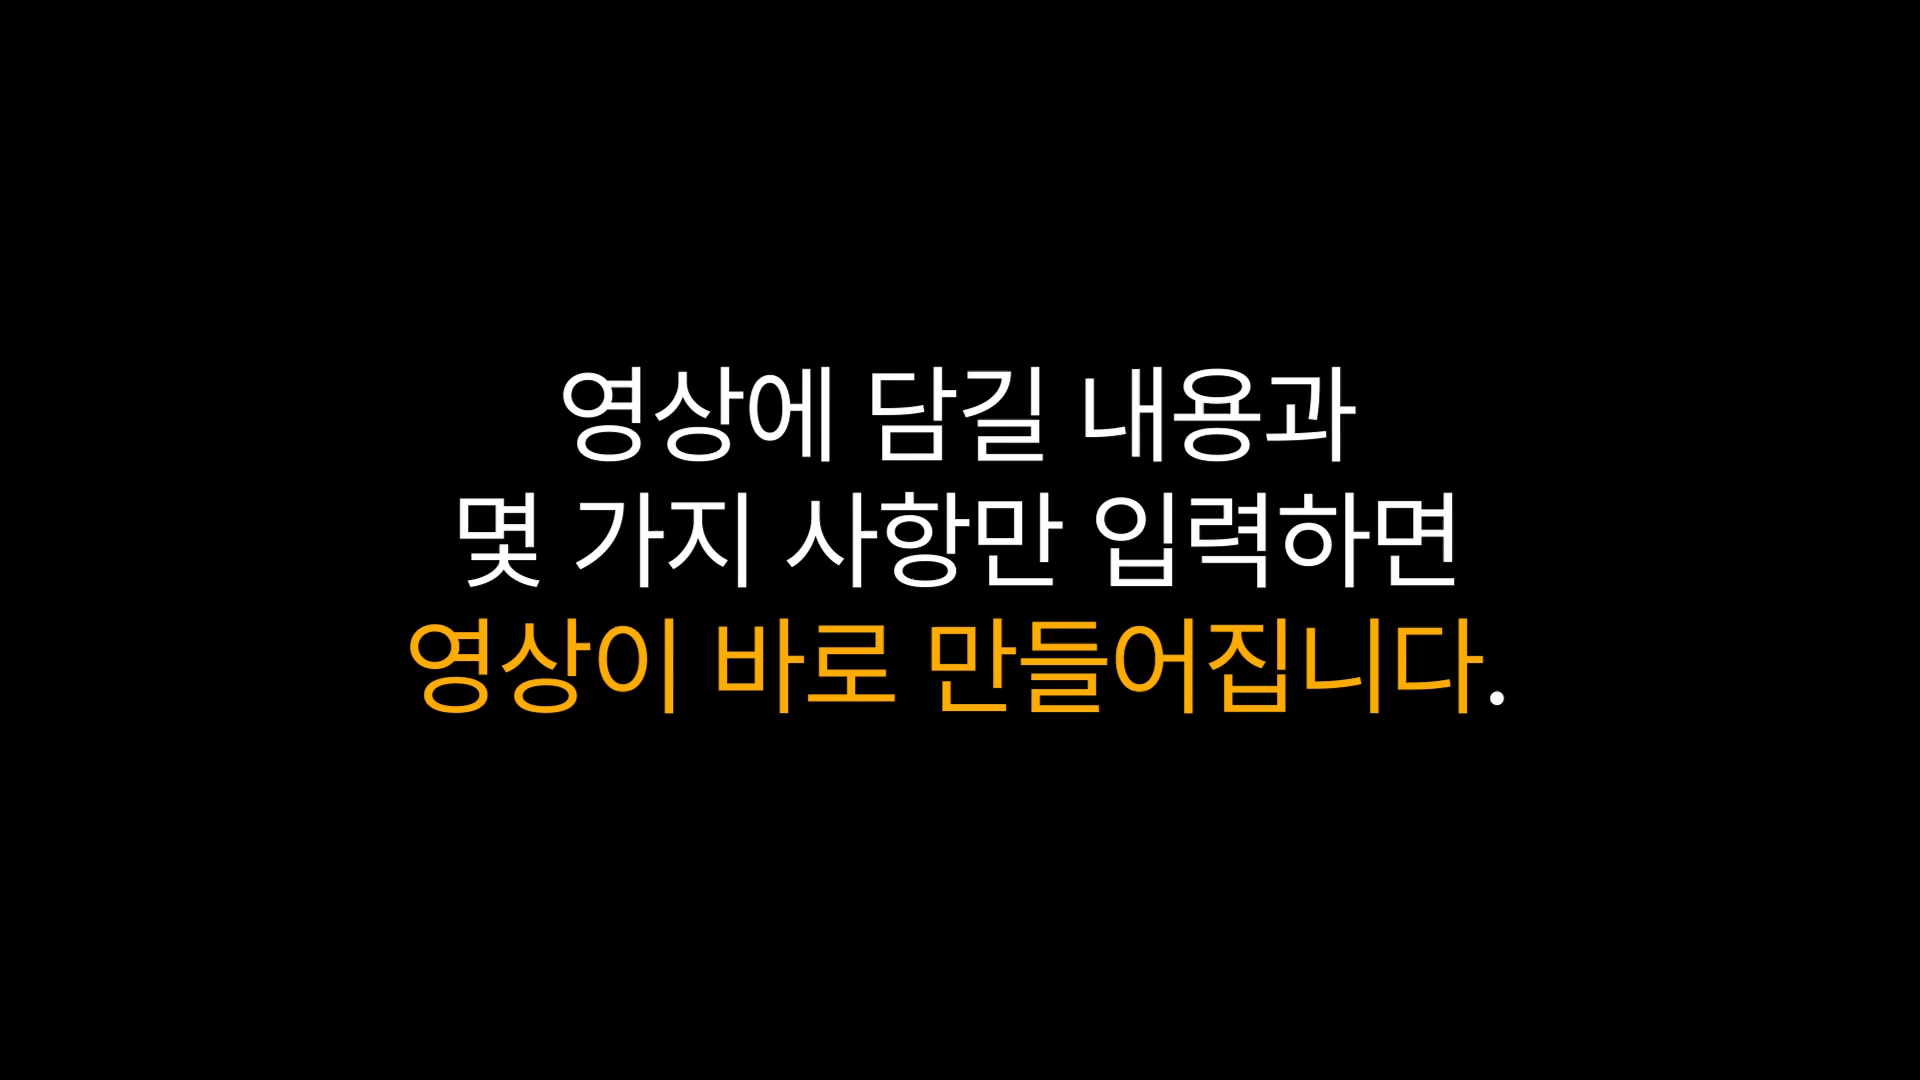 영상에 담길 내용과
몇 가지 사항만 입력하면
영상이 바로 만들어집니다.